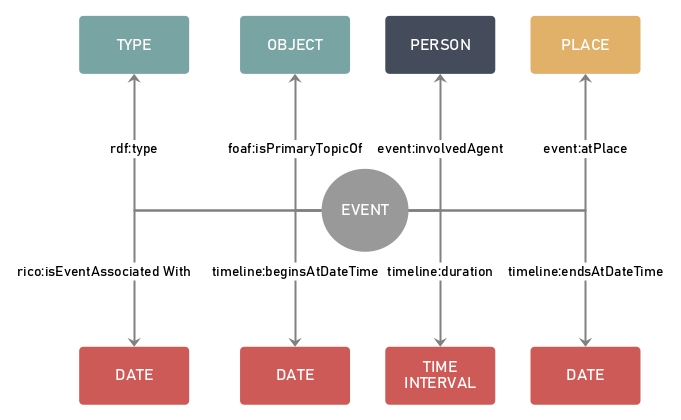 TYPE
OBJECT
PERSON
PLACE
rdf:type
foaf:isPrimaryTopicOf
event:involvedAgent
event:atPlace
EVENT
rico:isEventAssociated With
timeline:beginsAtDateTime
timeline:duration
timeline:endsAtDateTime
DATE
DATE
TIME
INTERVAL
DATE